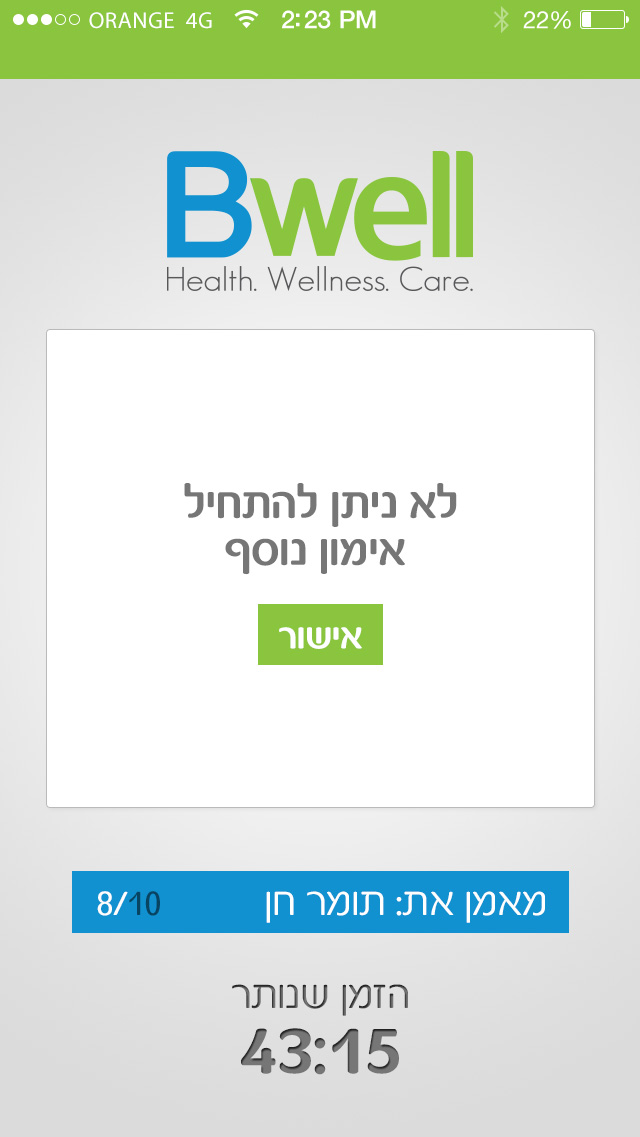 ORANGE 4G 2:23 PM 22%
Bwell
Health. Wellness. Care.
לא ניתן להתחיל
אימון נוסף
אישור
מאמן את: תומר חן 8/10
הזמן שנותר
43:15